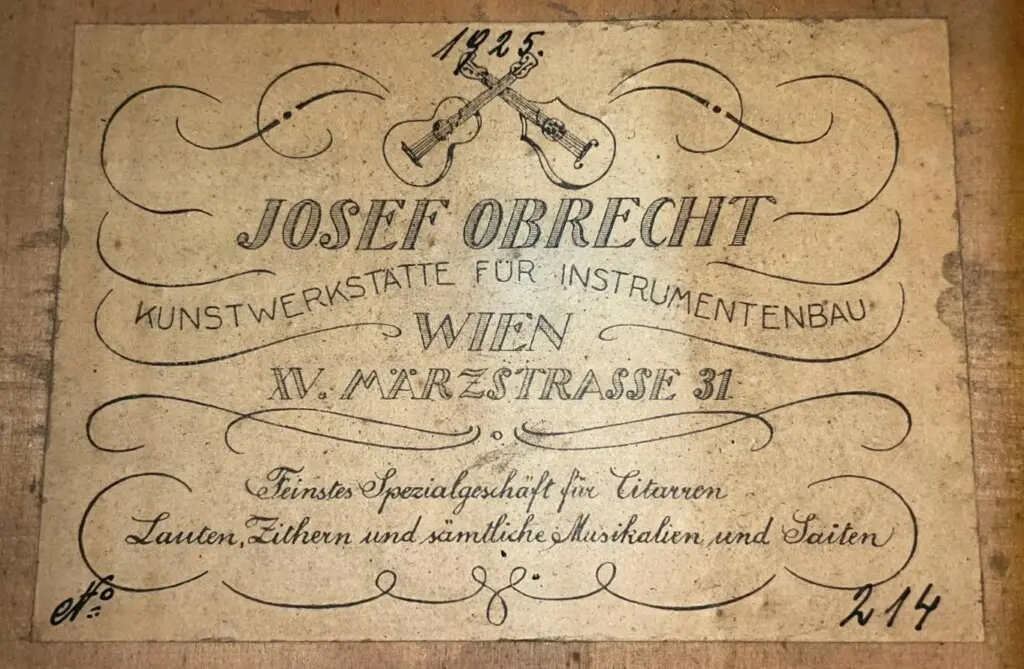 1925.
JOSEF OBRECHT
KUNSTWERKSTÄTTE FÜR INSTRUMENTENBAU
WIEN
XV. MÄRZSTRASSE 31
Feinstes Spezialgeschäft für Citarren
Lauten, Zithern und sämtliche Musikalien und Saiten
No 214